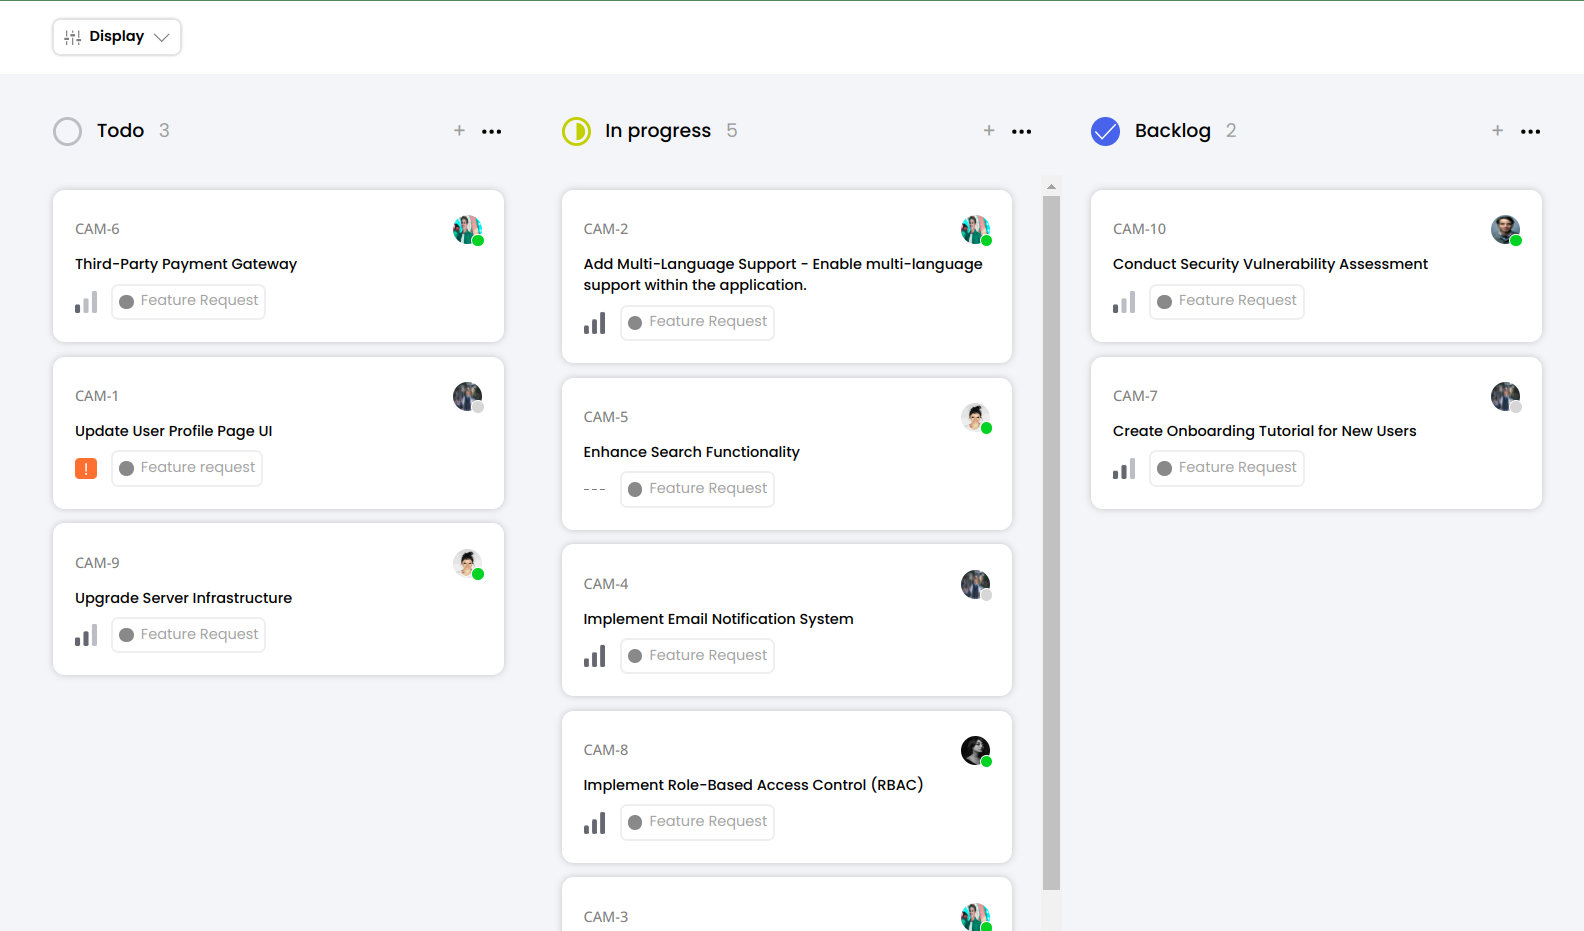 Display
Todo 3
CAM-6
Third-Party Payment Gateway
Feature Request
CAM-1
Update User Profile Page UI
! Feature request
CAM-9
Upgrade Server Infrastructure
Feature Request
In progress 5
CAM-2
Add Multi-Language Support - Enable multi-language
support within the application.
Feature Request
CAM-5
Enhance Search Functionality
--- Feature Request
CAM-4
Implement Email Notification System
Feature Request
CAM-8
Implement Role-Based Access Control (RBAC)
Feature Request
CAM-3
Backlog 2
CAM-10
Conduct Security Vulnerability Assessment
Feature Request
CAM-7
Create Onboarding Tutorial for New Users
Feature Request